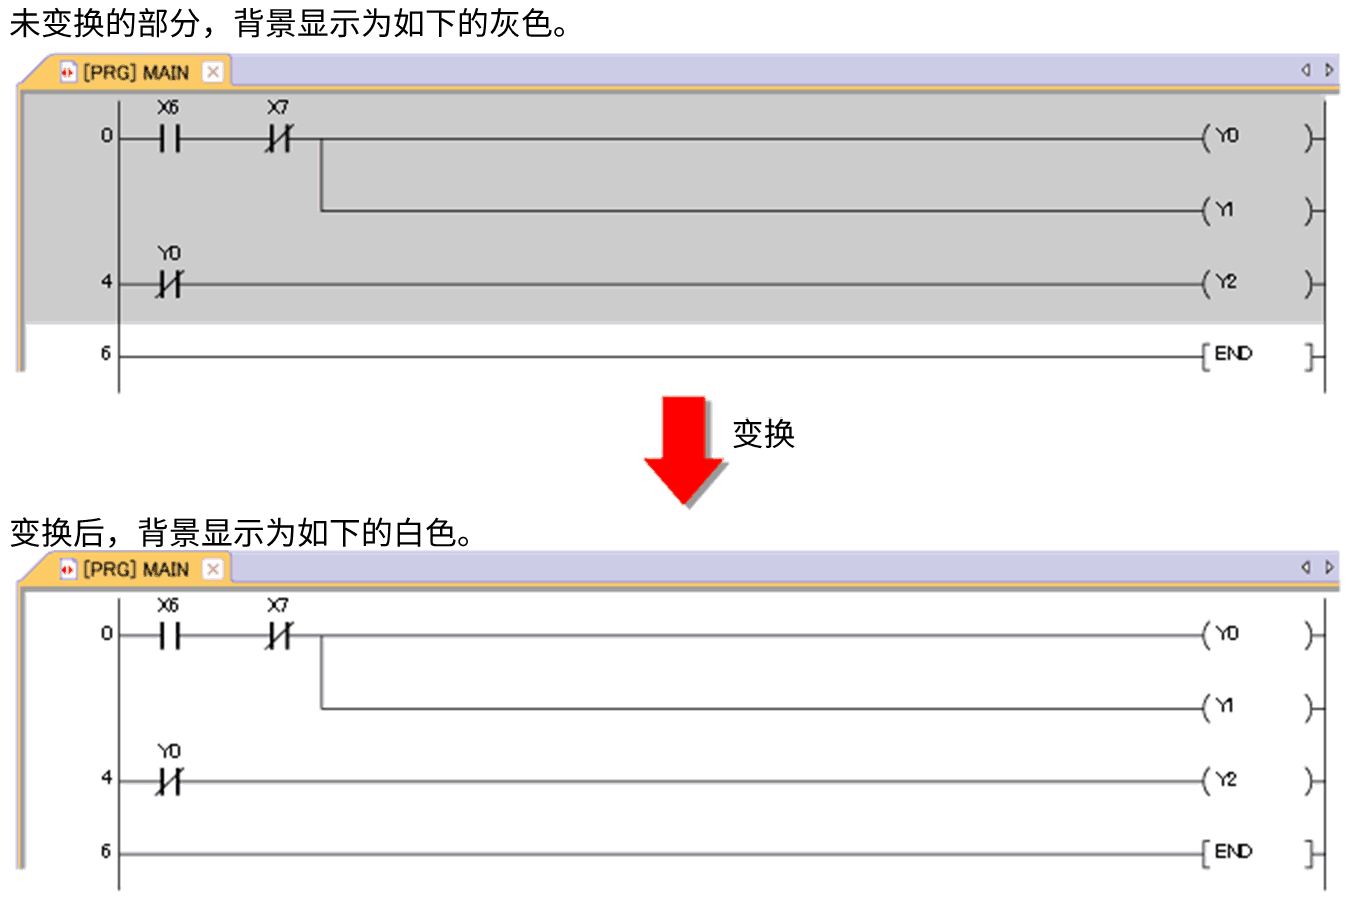 未变换的部分，背景显示为如下的灰色。
[PRG] MAIN
X6 X7
0 Y0
Y1
Y0
4 Y2
6 END
变换
变换后，背景显示为如下的白色。
[PRG] MAIN
X6 X7
0 Y0
Y1
Y0
4 Y2
6 END